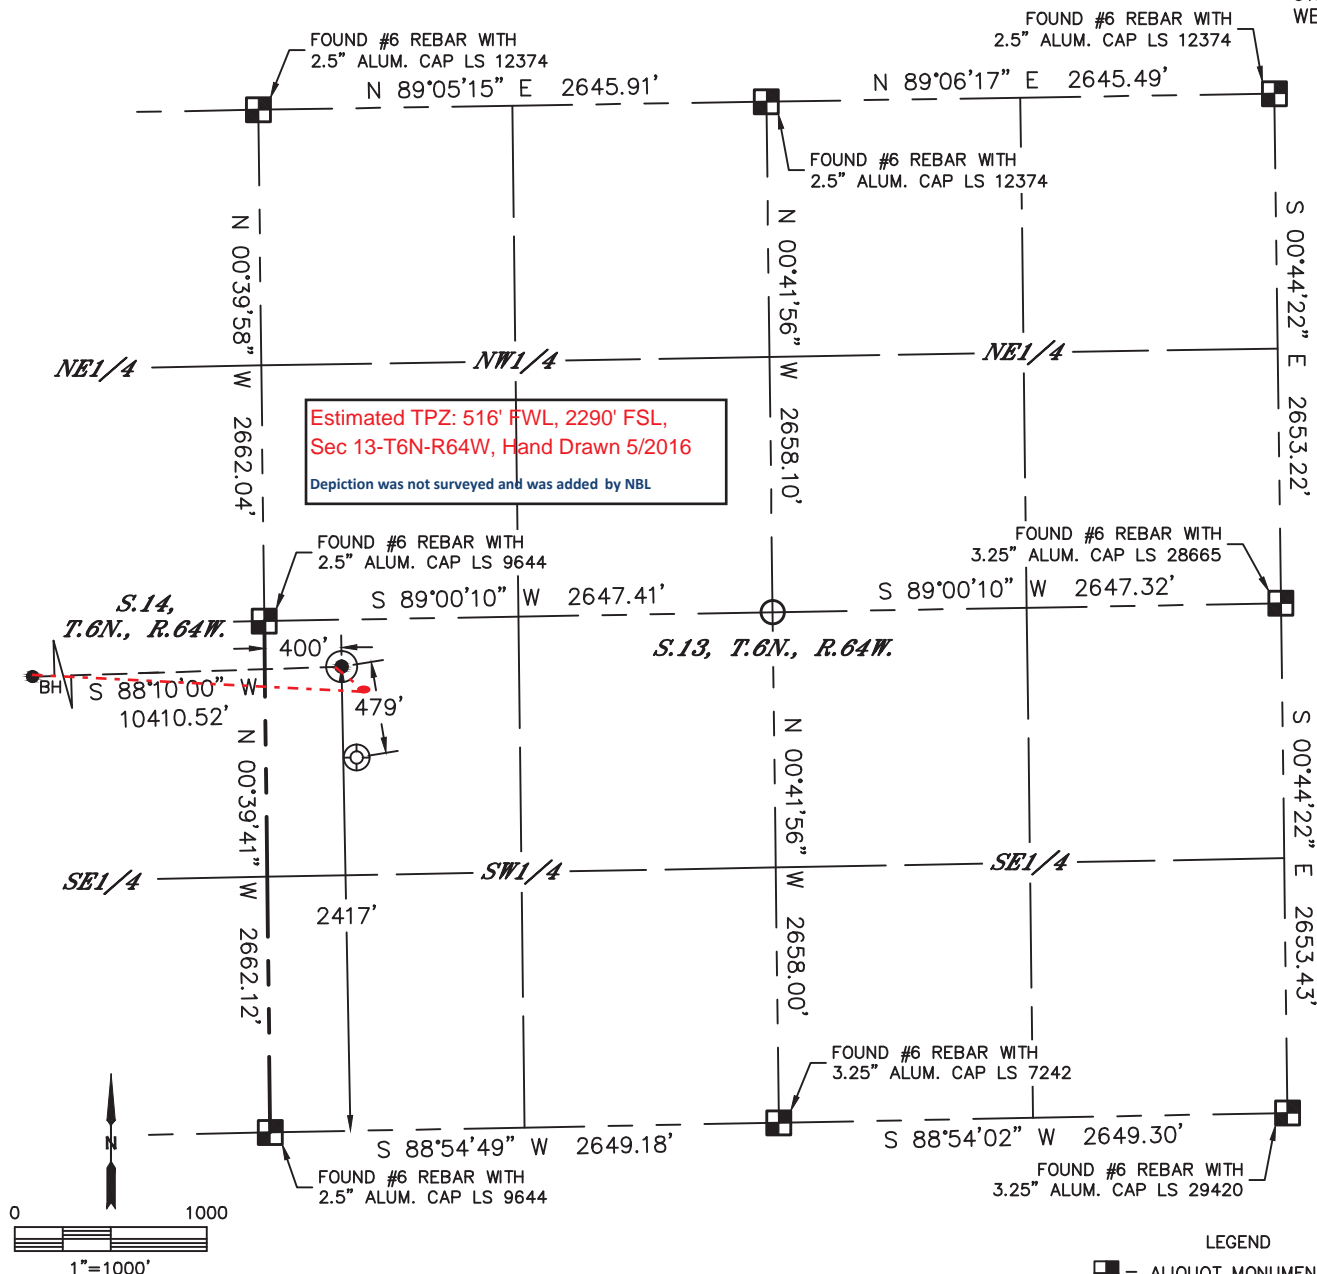 FOUND #6 REBAR WITH
2.5" ALUM. CAP LS 12374
FOUND #6 REBAR WITH
2.5" ALUM. CAP LS 12374
WE
N 89°05'15" E 2645.91'
N 89°06'17" E 2645.49'
FOUND #6 REBAR WITH
2.5" ALUM. CAP LS 12374
N 00°39'58" W 2662.04'
N 00°41'56" W 2658.10'
S 00°44'22" E 2653.22'
NE1/4
NW1/4
NE1/4
Estimated TPZ: 516' FWL, 2290' FSL,
Sec 13-T6N-R64W, Hand Drawn 5/2016
Depiction was not surveyed and was added by NBL
FOUND #6 REBAR WITH
2.5" ALUM. CAP LS 9644
FOUND #6 REBAR WITH
3.25" ALUM. CAP LS 28665
S 89°00'10" W 2647.41'
S 89°00'10" W 2647.32'
S.14,
T.6N., R.64W.
S.13, T.6N., R.64W.
400'
BH
S 88°10'00" W
10410.52'
479'
N 00°39'41" W 2662.12'
N 00°41'56" W 2658.00'
S 00°44'22" E 2653.43'
SE1/4
SW1/4
SE1/4
2417'
FOUND #6 REBAR WITH
3.25" ALUM. CAP LS 7242
N
S 88°54'49" W 2649.18'
S 88°54'02" W 2649.30'
FOUND #6 REBAR WITH
2.5" ALUM. CAP LS 9644
FOUND #6 REBAR WITH
3.25" ALUM. CAP LS 29420
0 1000
1"=1000'
LEGEND
= ALIQUOT MONUMEN